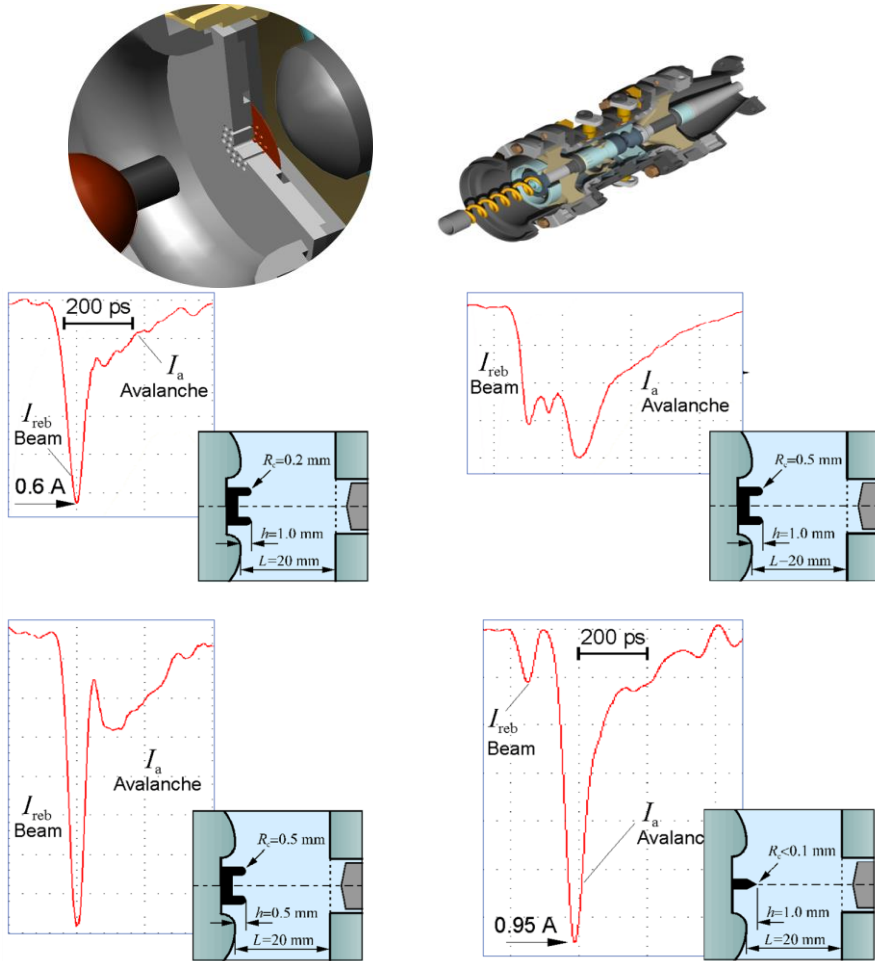 200 ps
I_a
Avalanche
I_reb
Beam
0.6 A
R_c=0.2 mm
h=1.0 mm
L=20 mm
I_reb
Beam
I_a
Avalanche
R_c=0.5 mm
h=1.0 mm
L−20 mm
I_a
Avalanche
I_reb
Beam
R_c=0.5 mm
h=0.5 mm
L=20 mm
200 ps
I_reb
Beam
I_a
Avalanc
0.95 A
R_c<0.1 mm
h=1.0 mm
L=20 mm